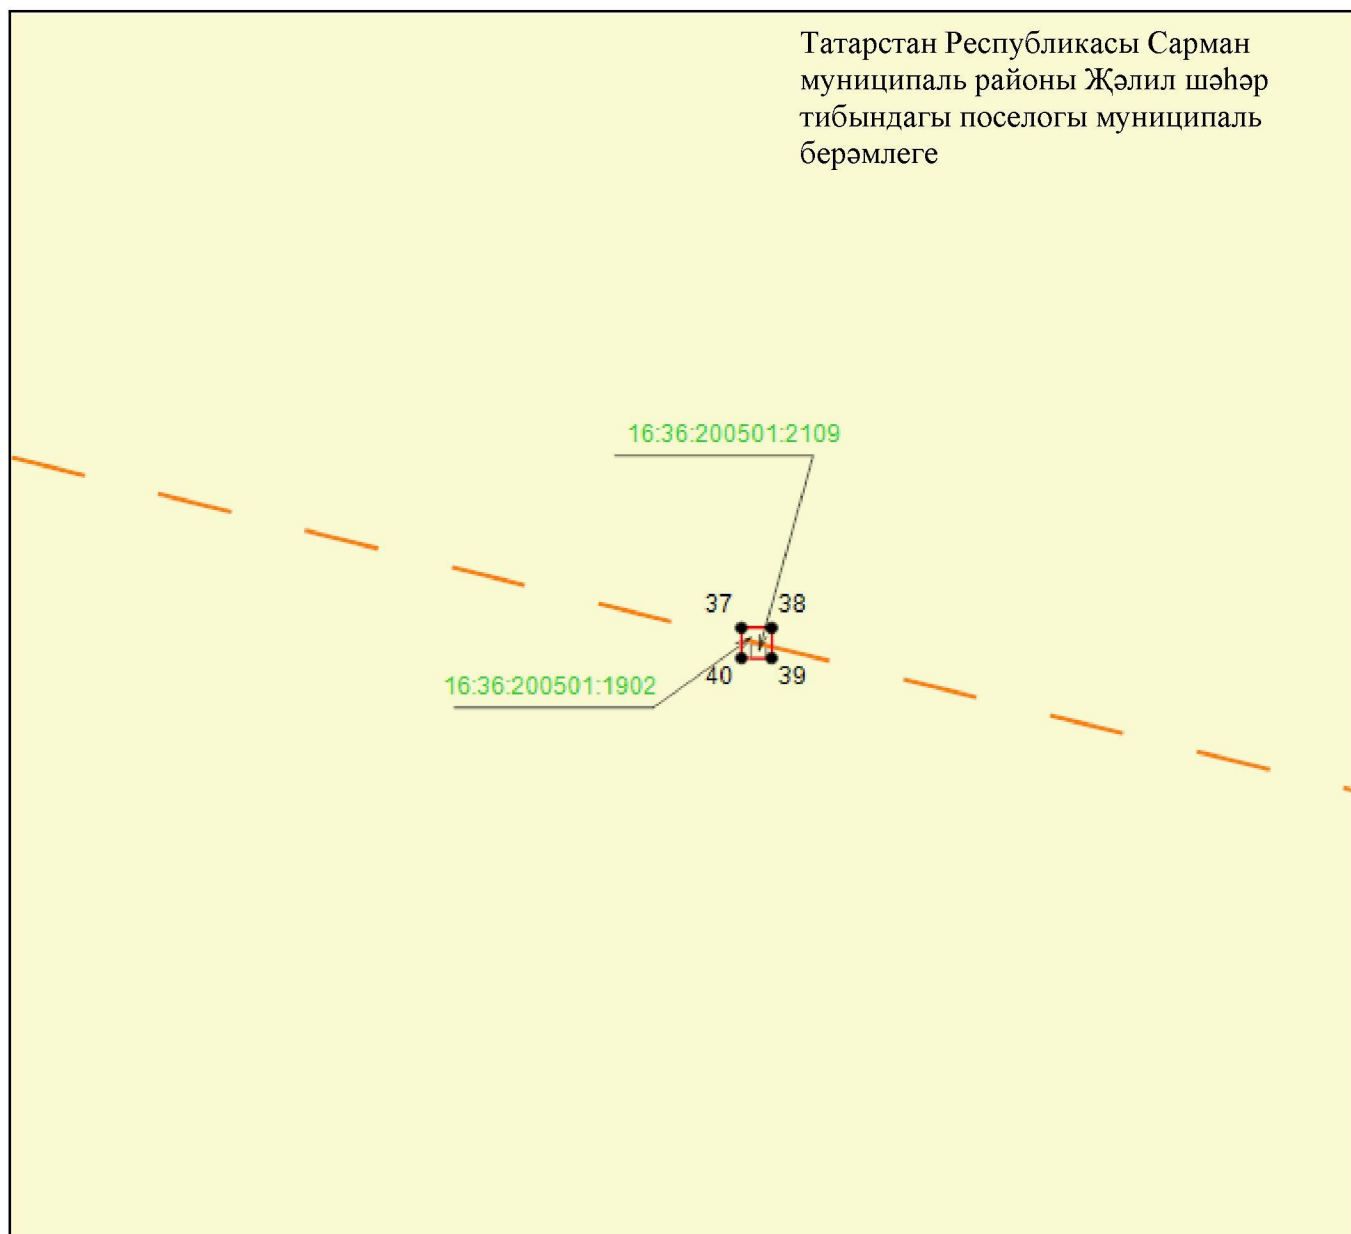 Татарстан Республикасы Сарман
муниципаль районы Җәлил шәһәр
тибындагы поселогы муниципаль
берәмлеге
16:36:200501:2109
37 38
40 39
16:36:200501:1902